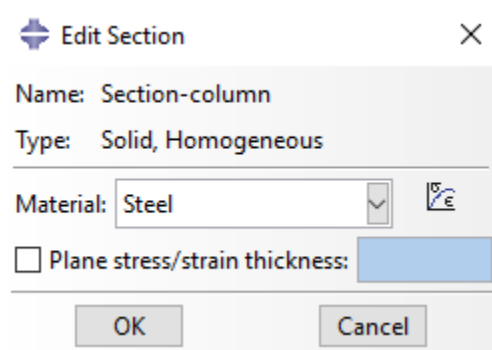 Edit Section
Name: Section-column
Type: Solid, Homogeneous
Material: Steel
Plane stress/strain thickness:
OK Cancel